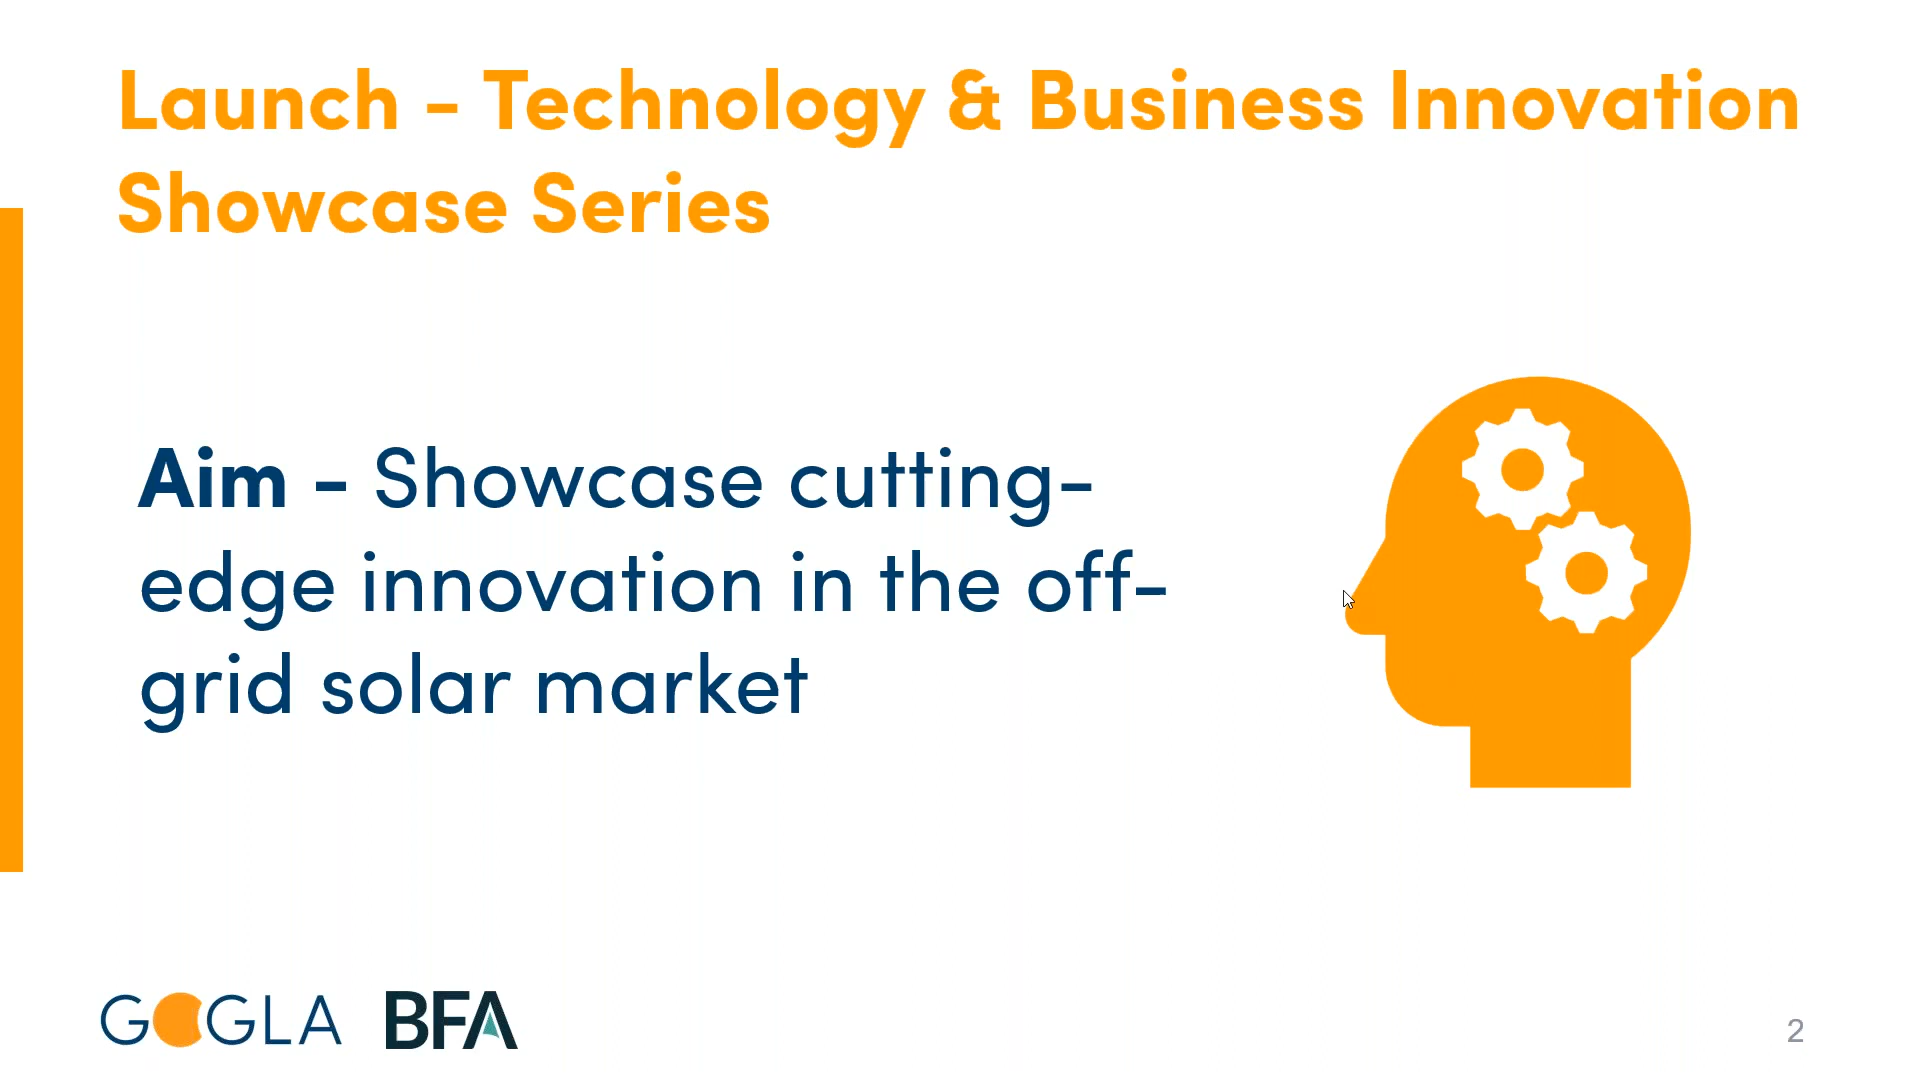 Launch - Technology & Business Innovation
Showcase Series
Aim - Showcase cutting-
edge innovation in the off-
grid solar market
GOGLA BFA
2